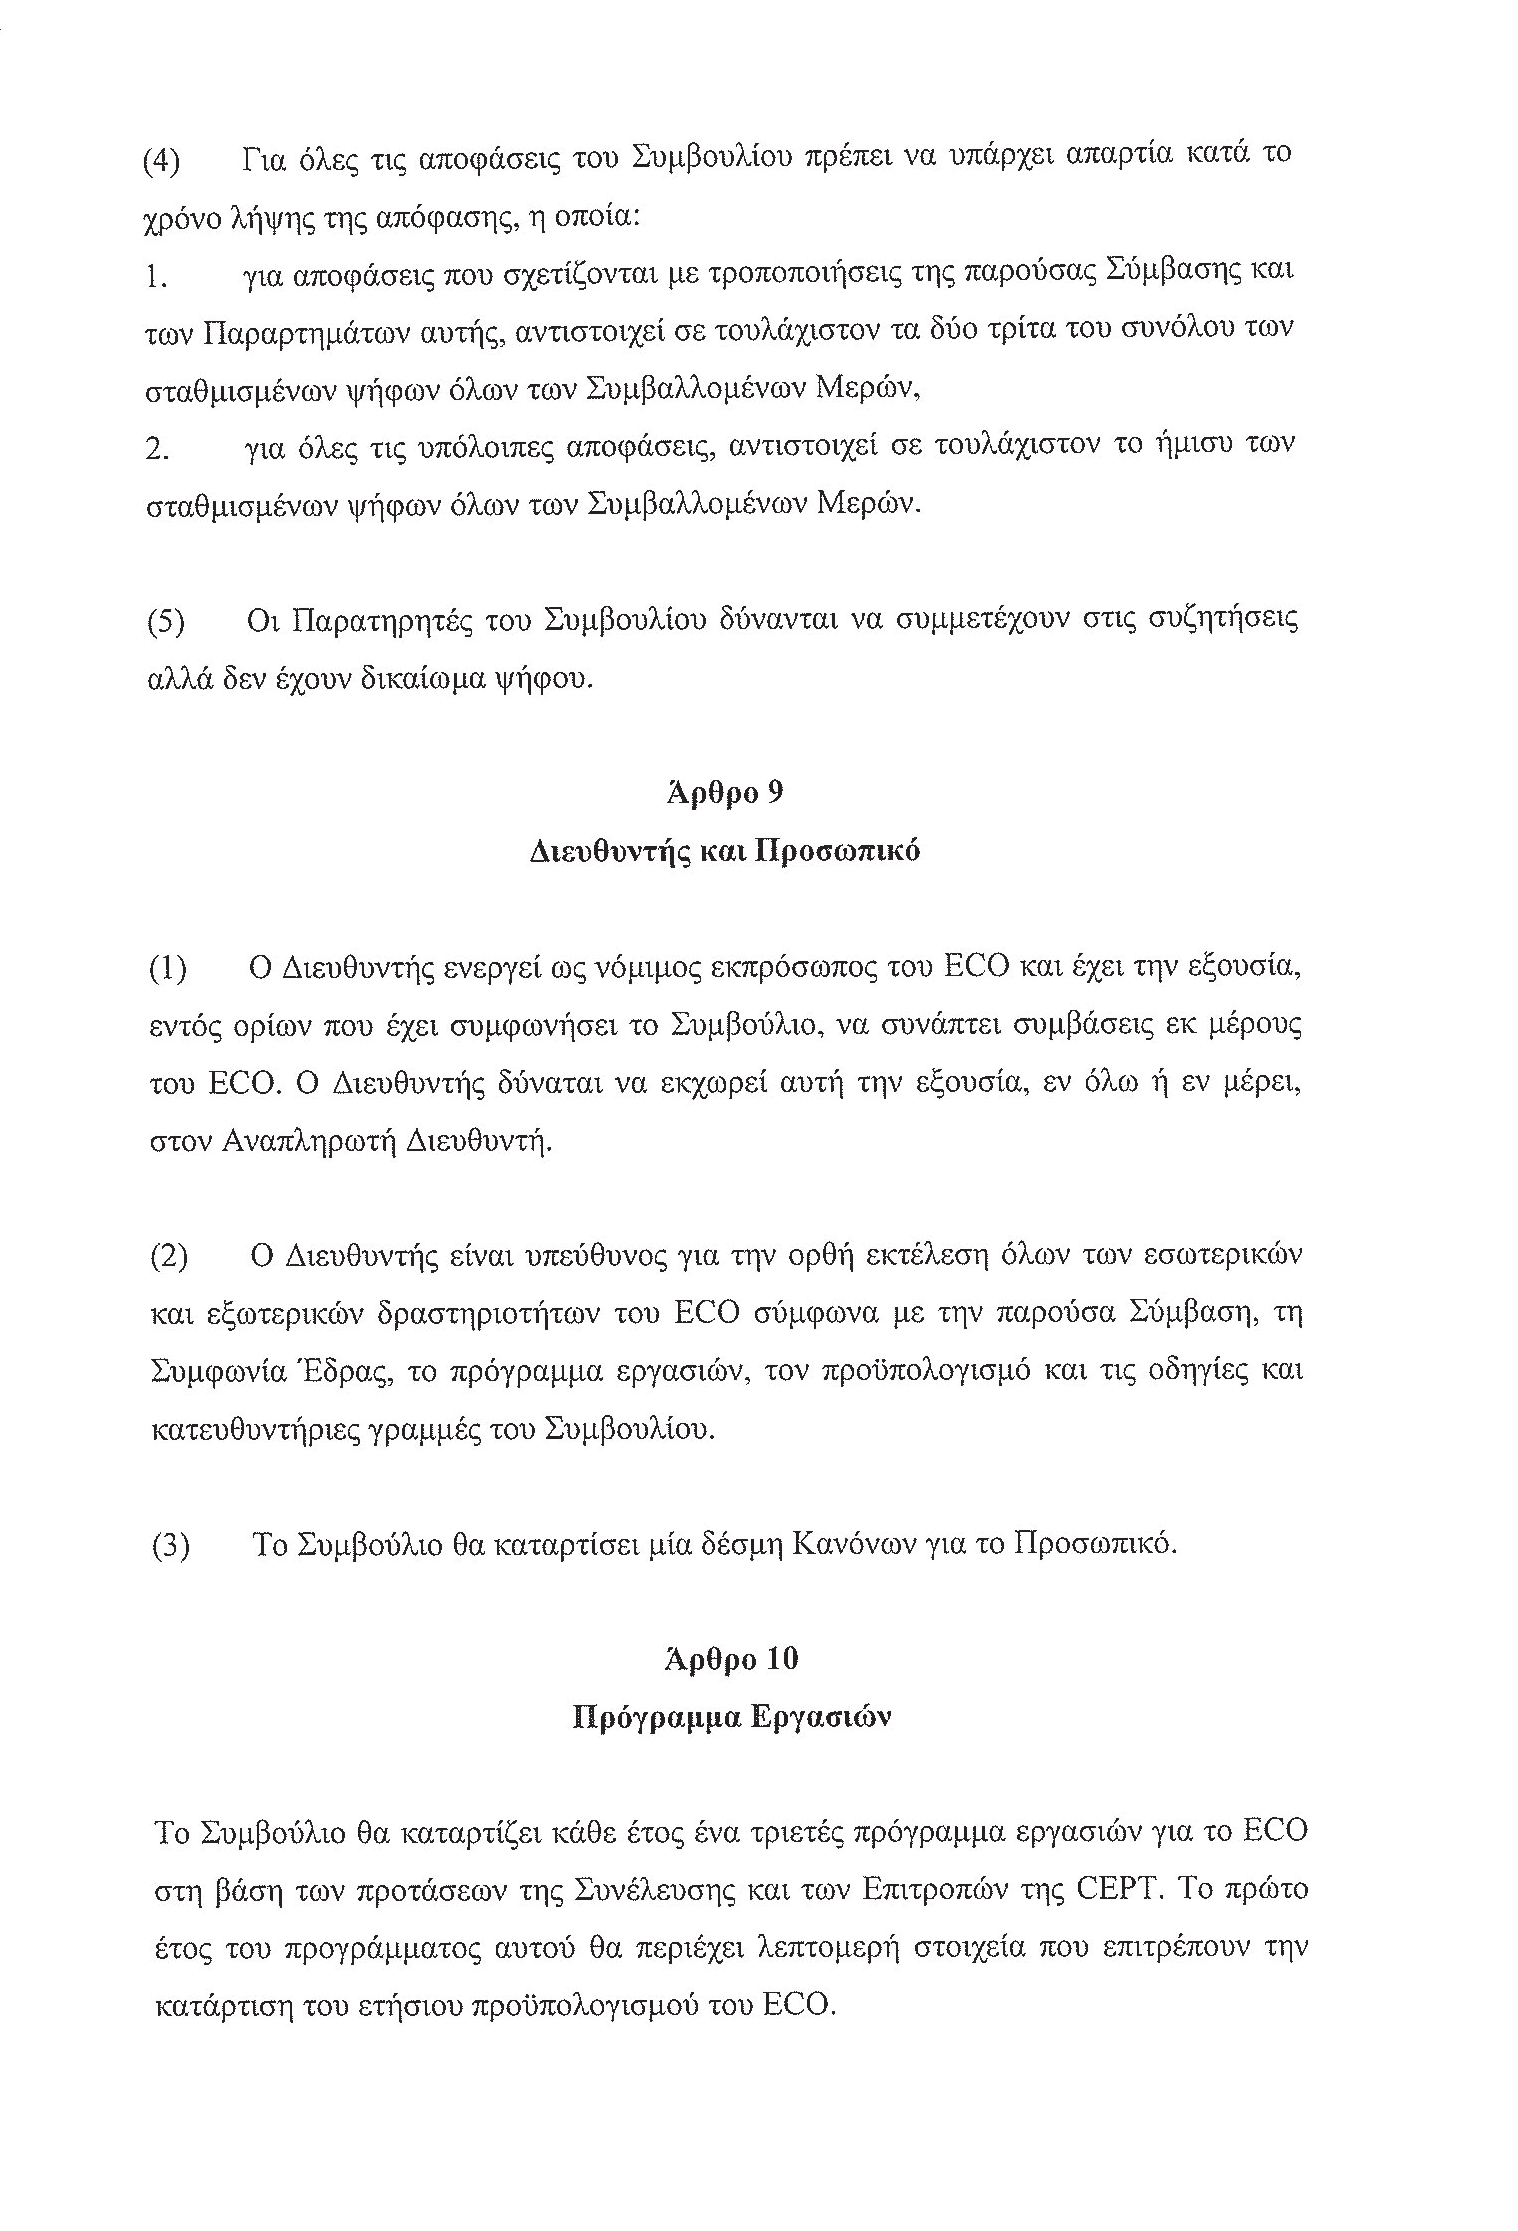 (4) Για όλες τις αποφάσεις του Συμβουλίου πρέπει να υπάρχει απαρτία κατά το
χρόνο λήψης της απόφασης, η οποία:
1. για αποφάσεις που σχετίζονται με τροποποιήσεις της παρούσας Σύμβασης και
των Παραρτημάτων αυτής, αντιστοιχεί σε τουλάχιστον τα δύο τρίτα του συνόλου των
σταθμισμένων ψήφων όλων των Συμβαλλομένων Μερών,
2. για όλες τις υπόλοιπες αποφάσεις, αντιστοιχεί σε τουλάχιστον το ήμισυ των
σταθμισμένων ψήφων όλων των Συμβαλλομένων Μερών.
(5) Οι Παρατηρητές του Συμβουλίου δύνανται να συμμετέχουν στις συζητήσεις
αλλά δεν έχουν δικαίωμα ψήφου.
Άρθρο 9
Διευθυντής και Προσωπικό
(1) Ο Διευθυντής ενεργεί ως νόμιμος εκπρόσωπος του ECO και έχει την εξουσία,
εντός ορίων που έχει συμφωνήσει το Συμβούλιο, να συνάπτει συμβάσεις εκ μέρους
του ECO. Ο Διευθυντής δύναται να εκχωρεί αυτή την εξουσία, εν όλω ή εν μέρει,
στον Αναπληρωτή Διευθυντή.
(2) Ο Διευθυντής είναι υπεύθυνος για την ορθή εκτέλεση όλων των εσωτερικών
και εξωτερικών δραστηριοτήτων του ECO σύμφωνα με την παρούσα Σύμβαση, τη
Συμφωνία Έδρας, το πρόγραμμα εργασιών, τον προϋπολογισμό και τις οδηγίες και
κατευθυντήριες γραμμές του Συμβουλίου.
(3) Το Συμβούλιο θα καταρτίσει μία δέσμη Κανόνων για το Προσωπικό.
Άρθρο 10
Πρόγραμμα Εργασιών
Το Συμβούλιο θα καταρτίζει κάθε έτος ένα τριετές πρόγραμμα εργασιών για το ECO
στη βάση των προτάσεων της Συνέλευσης και των Επιτροπών της CEPT. Το πρώτο
έτος του προγράμματος αυτού θα περιέχει λεπτομερή στοιχεία που επιτρέπουν την
κατάρτιση του ετήσιου προϋπολογισμού του ECO.